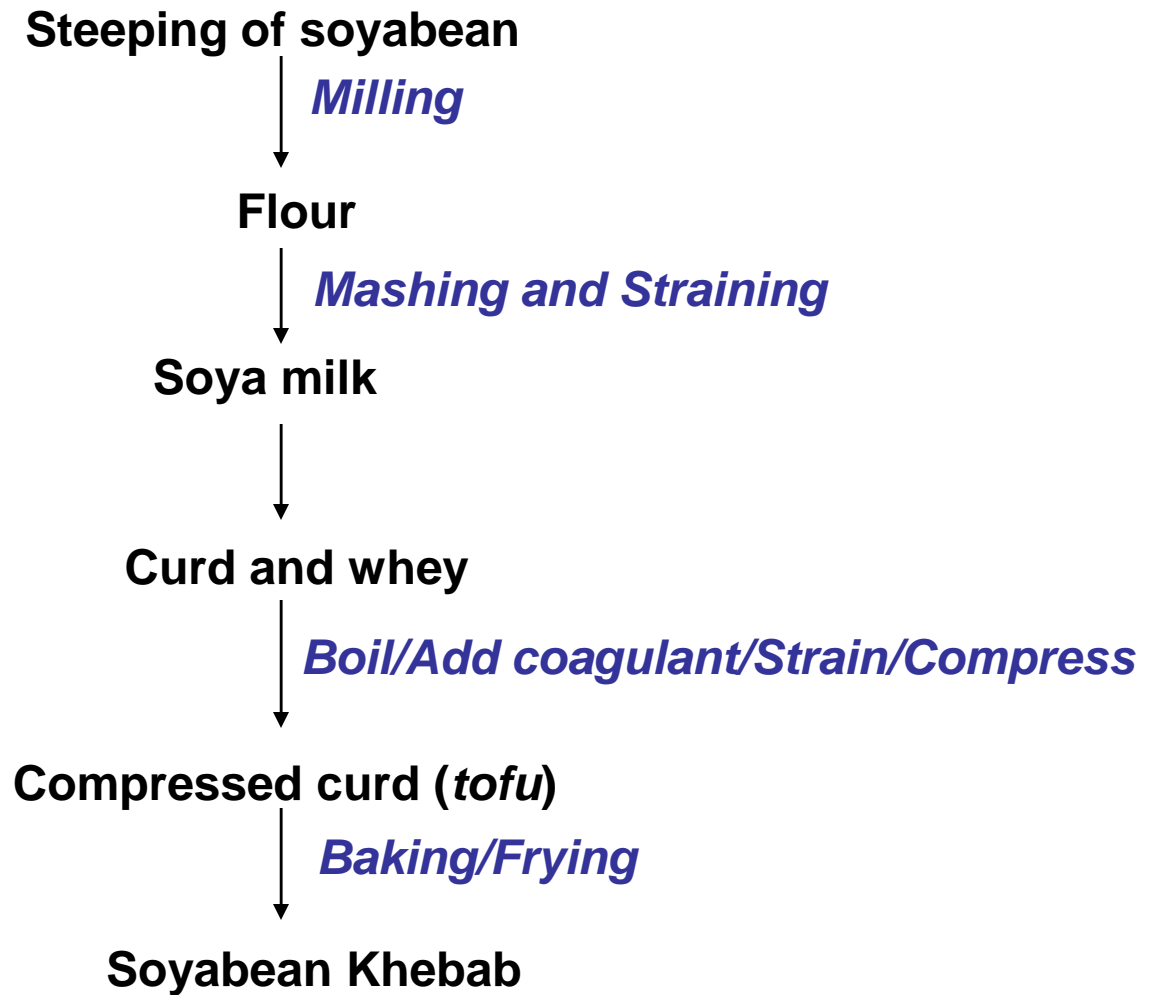 Steeping of soyabean
Milling
Flour
Mashing and Straining
Soya milk
Curd and whey
Boil/Add coagulant/Strain/Compress
Compressed curd (tofu)
Baking/Frying
Soyabean Khebab